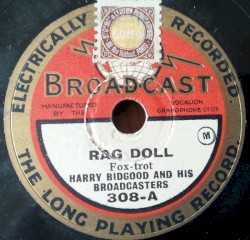 ELECTRICALLY RECORDED.
BROADCAST
MANUFACTURED BY THE
VOCALION GRAMOPHONE CO LTD
M
RAG DOLL
Fox-trot
HARRY BIDGOOD AND HIS
BROADCASTERS
308-A
THE LONG PLAYING RECORD.